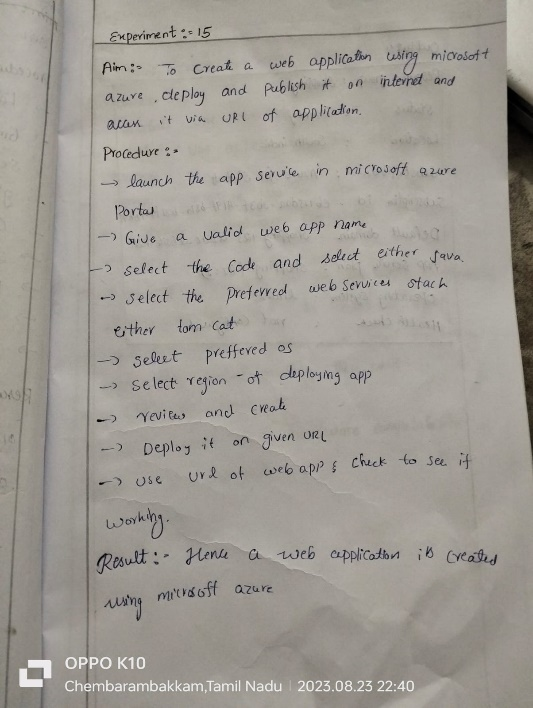 Experiment :- 15
Aim :- To Create a web application using microsoft
azure, deploy and publish it on internet and
accen it via URL of application.
Procedure :-
→ launch the app service in microsoft azure
Portal
→ Give a valid web app name
→ select the Code and select either Java.
→ select the Preferred web services stack
either tom cat
→ select preffered os
→ Select region of deploying app
→ review and create
→ Deploy it on given URL
→ Use url of web app & check to see if
working.
Result :- Hence a web application is created
using microsoft azure
OPPO K10
Chembarambakkam,Tamil Nadu | 2023.08.23 22:40